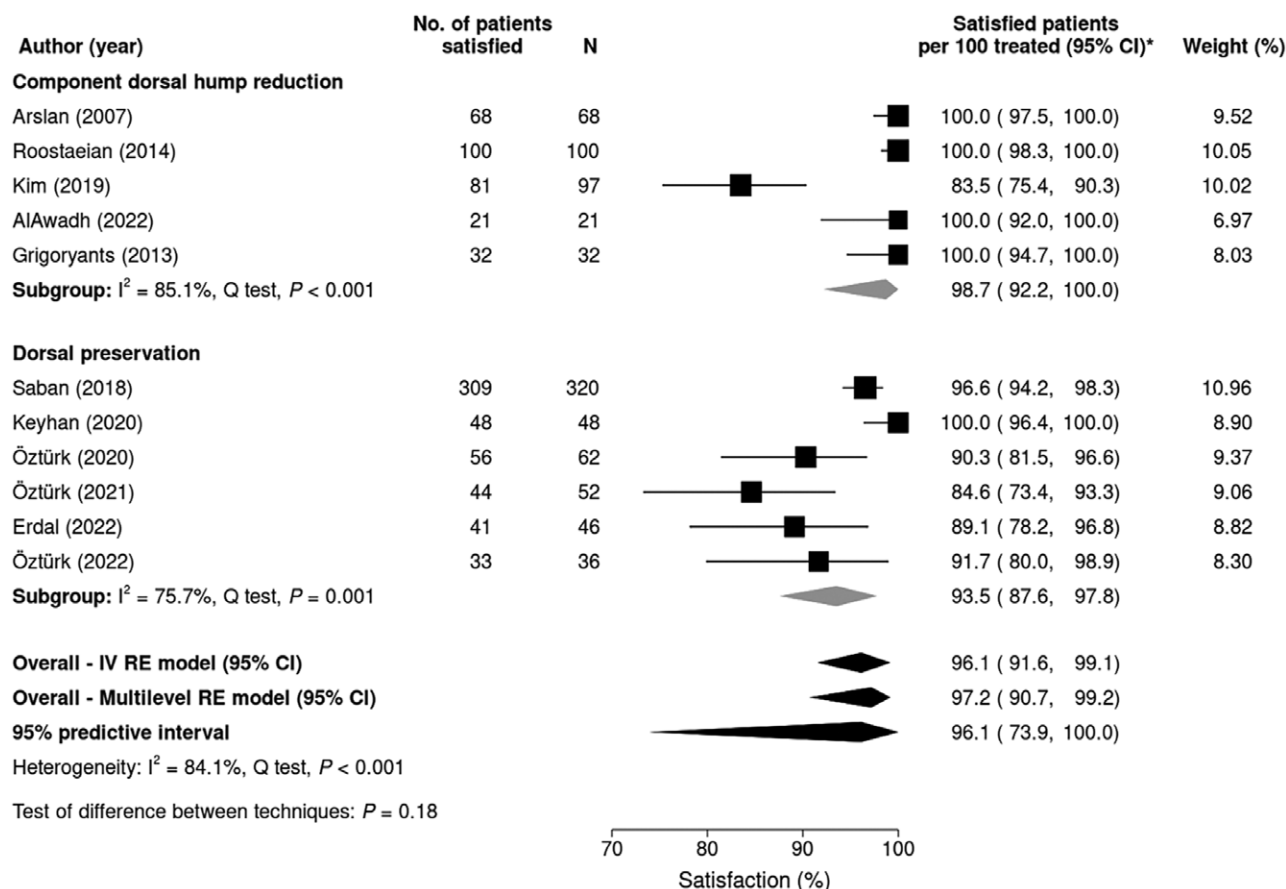 Author (year) No. of patients satisfied N Satisfied patients per 100 treated (95% CI)* Weight (%)
Component dorsal hump reduction
Arslan (2007) 68 68 100.0 ( 97.5, 100.0) 9.52
Roostaeian (2014) 100 100 100.0 ( 98.3, 100.0) 10.05
Kim (2019) 81 97 83.5 ( 75.4, 90.3) 10.02
AlAwadh (2022) 21 21 100.0 ( 92.0, 100.0) 6.97
Grigoryants (2013) 32 32 100.0 ( 94.7, 100.0) 8.03
Subgroup: I² = 85.1%, Q test, P < 0.001 98.7 ( 92.2, 100.0)
Dorsal preservation
Saban (2018) 309 320 96.6 ( 94.2, 98.3) 10.96
Keyhan (2020) 48 48 100.0 ( 96.4, 100.0) 8.90
Öztürk (2020) 56 62 90.3 ( 81.5, 96.6) 9.37
Öztürk (2021) 44 52 84.6 ( 73.4, 93.3) 9.06
Erdal (2022) 41 46 89.1 ( 78.2, 96.8) 8.82
Öztürk (2022) 33 36 91.7 ( 80.0, 98.9) 8.30
Subgroup: I² = 75.7%, Q test, P = 0.001 93.5 ( 87.6, 97.8)
Overall - IV RE model (95% CI) 96.1 ( 91.6, 99.1)
Overall - Multilevel RE model (95% CI) 97.2 ( 90.7, 99.2)
95% predictive interval 96.1 ( 73.9, 100.0)
Heterogeneity: I² = 84.1%, Q test, P < 0.001
Test of difference between techniques: P = 0.18
70 80 90 100
Satisfaction (%)